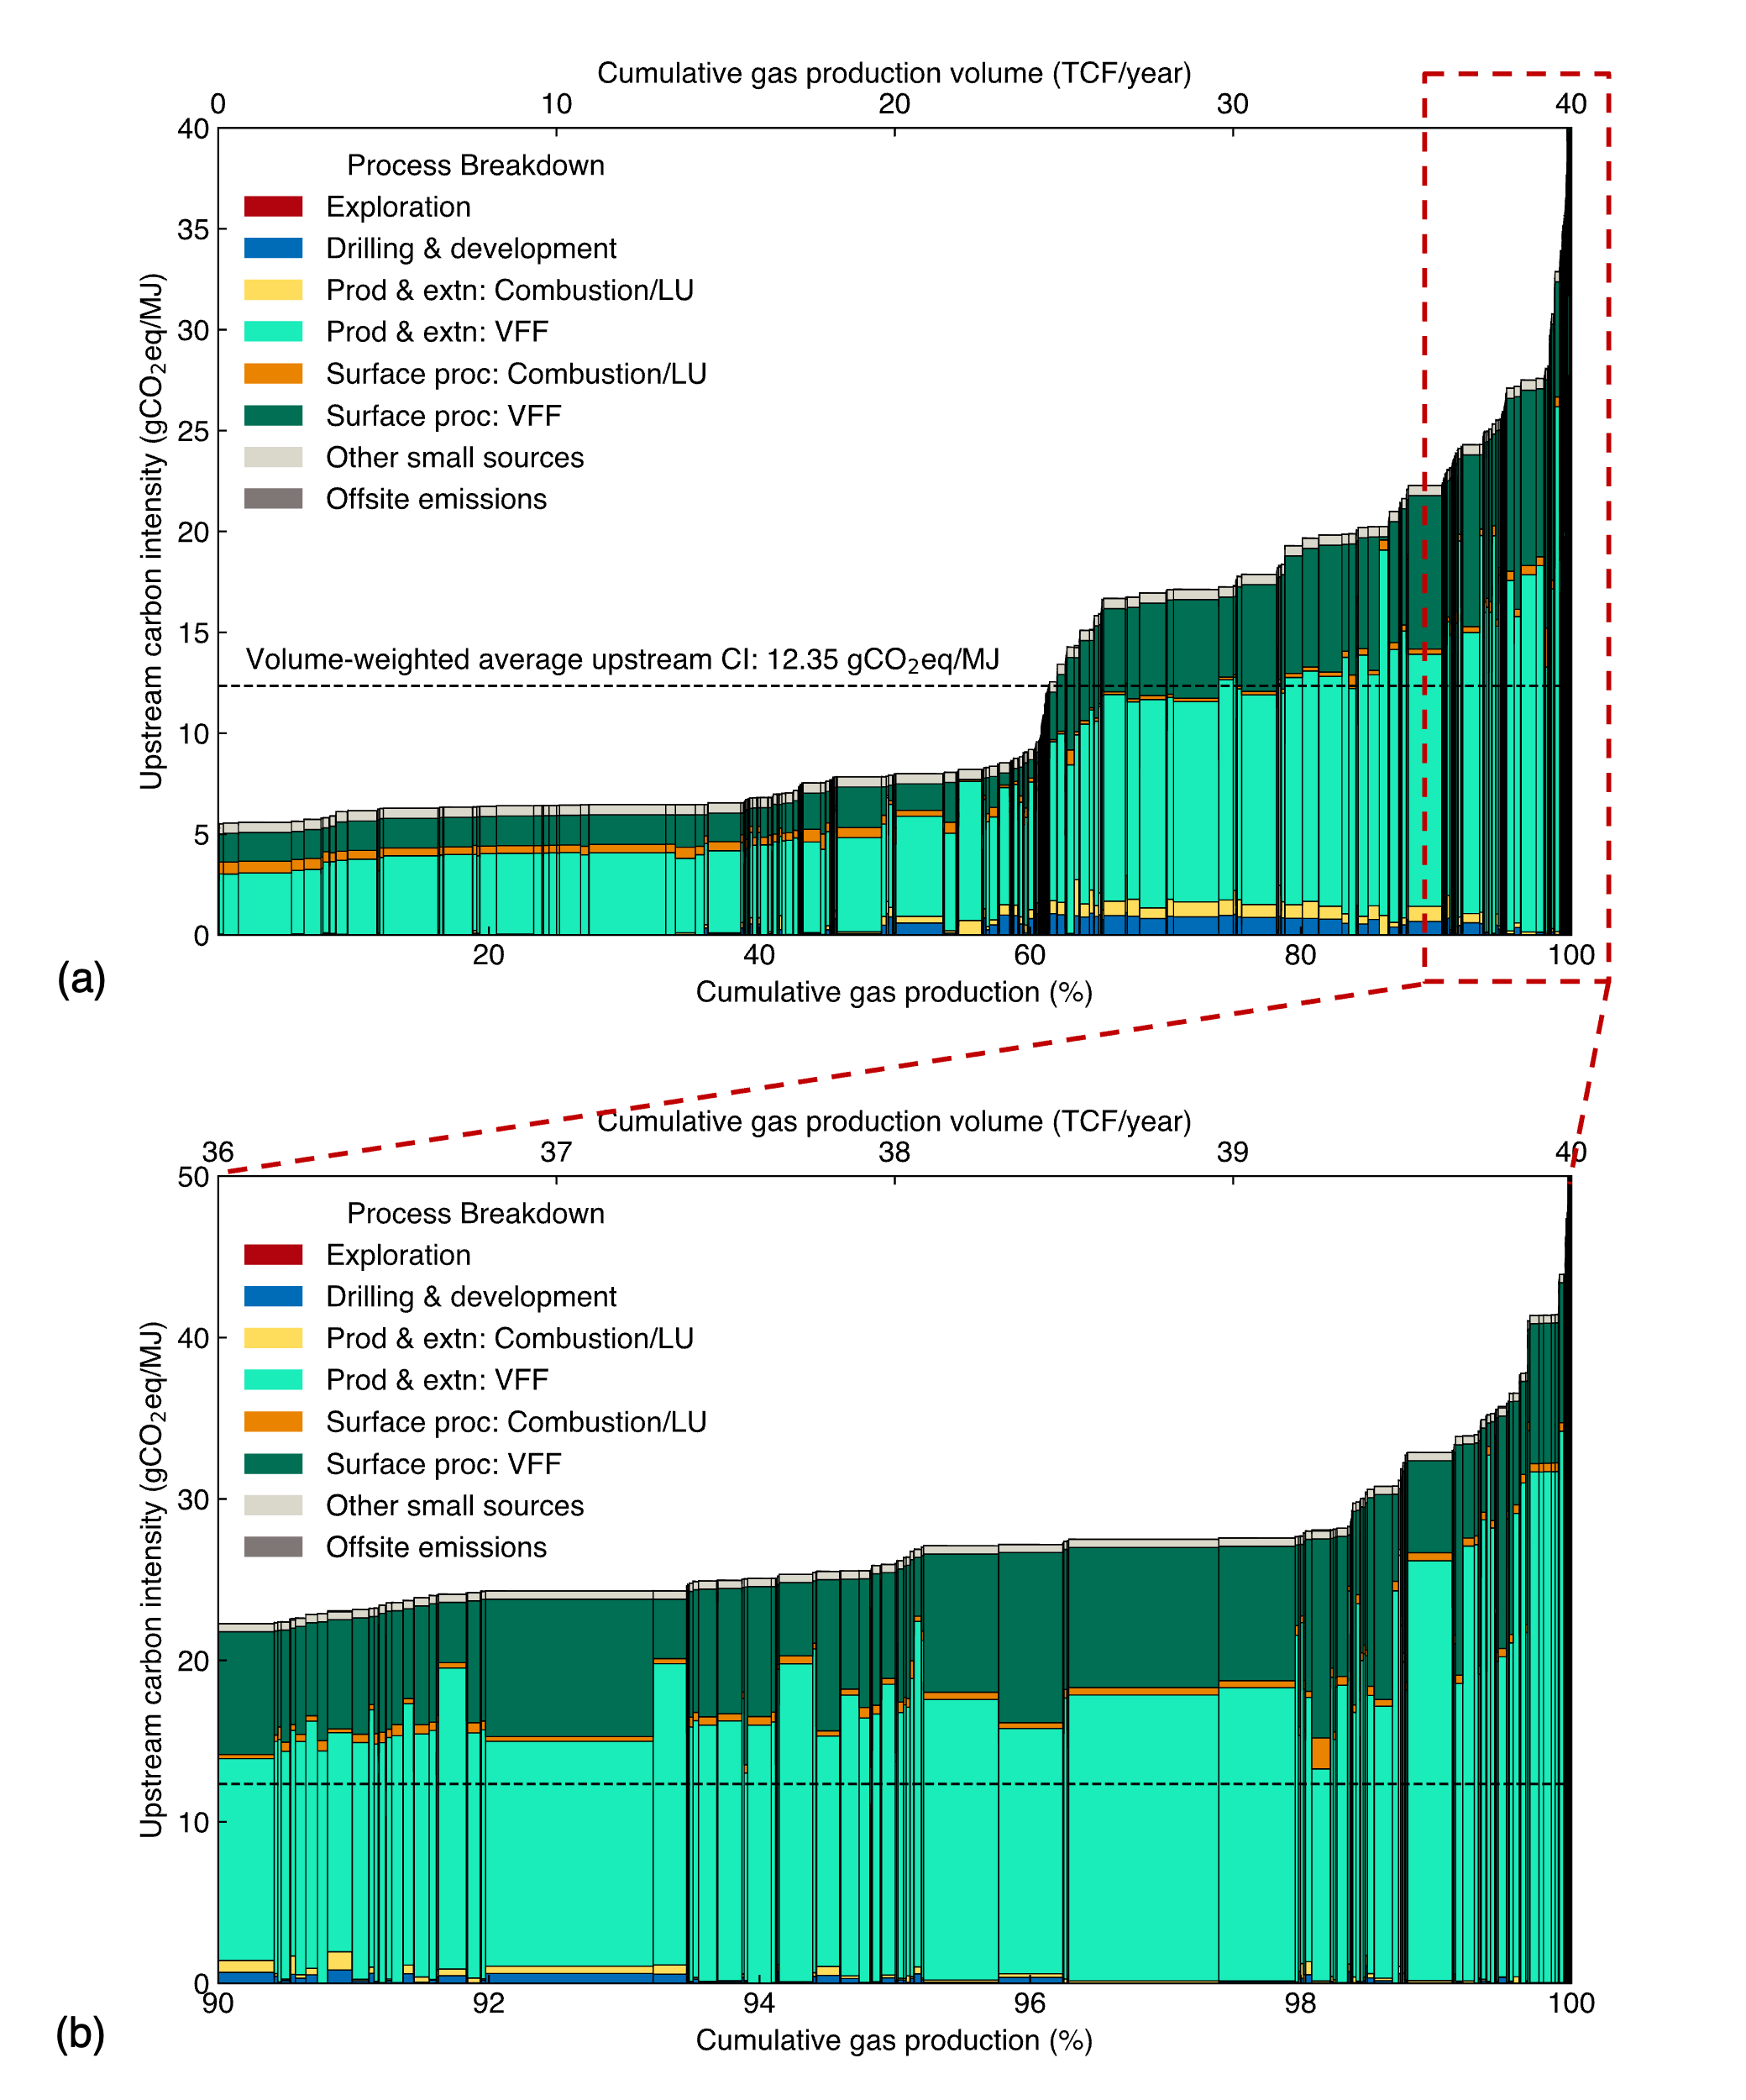 Cumulative gas production volume (TCF/year)
0 10 20 30 40
40
35
30
25
20
15
10
5
0
Upstream carbon intensity (gCO₂eq/MJ)
Process Breakdown
Exploration
Drilling & development
Prod & extn: Combustion/LU
Prod & extn: VFF
Surface proc: Combustion/LU
Surface proc: VFF
Other small sources
Offsite emissions
Volume-weighted average upstream CI: 12.35 gCO₂eq/MJ
20 40 60 80 100
Cumulative gas production (%)
(a)
Cumulative gas production volume (TCF/year)
36 37 38 39 40
50
40
30
20
10
0
Upstream carbon intensity (gCO₂eq/MJ)
Process Breakdown
Exploration
Drilling & development
Prod & extn: Combustion/LU
Prod & extn: VFF
Surface proc: Combustion/LU
Surface proc: VFF
Other small sources
Offsite emissions
90 92 94 96 98 100
Cumulative gas production (%)
(b)